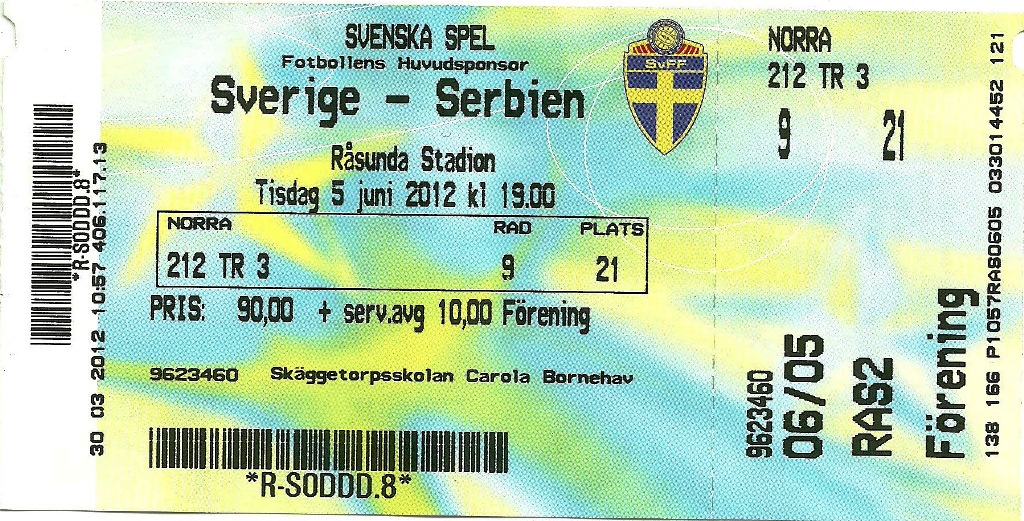 SVENSKA SPEL
Fotbollens Huvudsponsor
Sverige - Serbien
Råsunda Stadion
Tisdag 5 juni 2012 kl 19.00
NORRA RAD PLATS
212 TR 3 9 21
PRIS: 90,00 + serv.avg 10,00 Förening
9623460 Skäggetorpsskolan Carola Bornehav
*R-SODDD.8*
*R-SODDD.8*
30 03 2012 10:57 406.117.13
SvFF
NORRA
212 TR 3
9 21
9623460
06/05
RAS2
Förening
138 166 P1057RAS0605 033014452 121